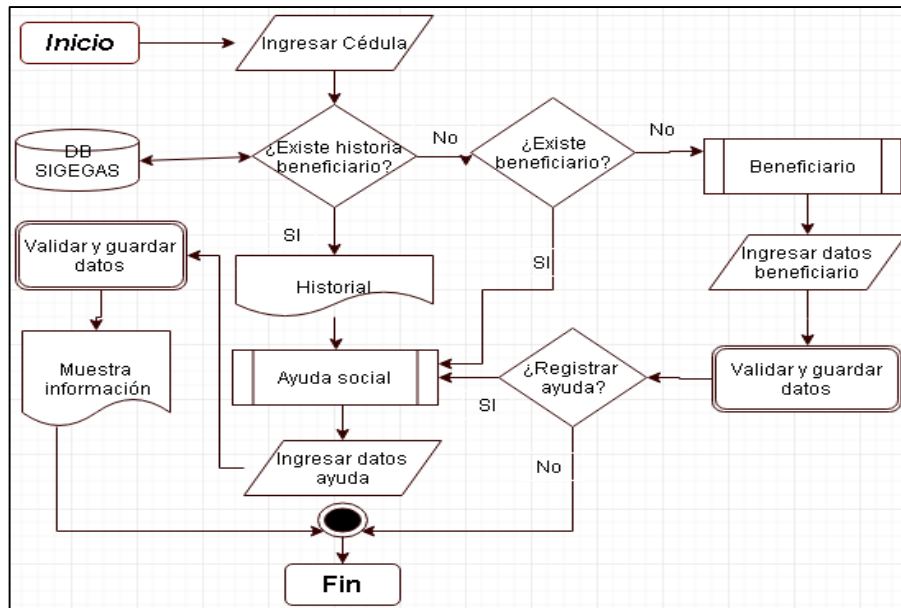 Inicio
Ingresar Cédula
DB
SIGEGAS
¿Existe historia
beneficiario?
No
¿Existe
beneficiario?
No
Beneficiario
Validar y guardar
datos
SI
Historial
SI
Ingresar datos
beneficiario
Muestra
información
Ayuda social
SI
¿Registrar
ayuda?
Validar y guardar
datos
Ingresar datos
ayuda
No
Fin